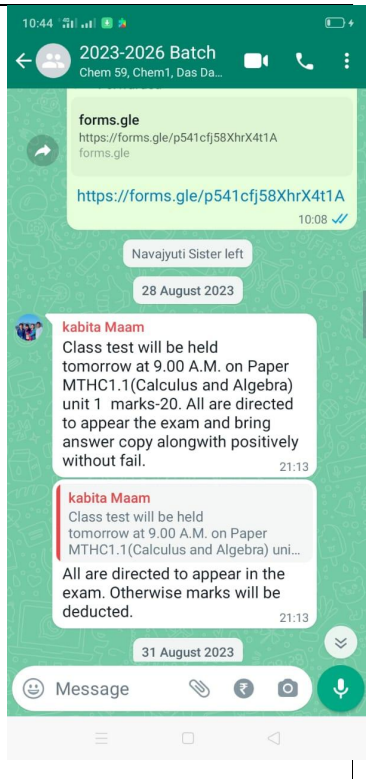 10:44
2023-2026 Batch
Chem 59, Chem1, Das Da...
forms.gle
https://forms.gle/p541cfj58XhrX4t1A
forms.gle
https://forms.gle/p541cfj58XhrX4t1A
10:08
Navajyuti Sister left
28 August 2023
kabita Maam
Class test will be held
tomorrow at 9.00 A.M. on Paper
MTHC1.1(Calculus and Algebra)
unit 1 marks-20. All are directed
to appear the exam and bring
answer copy alongwith positively
without fail.
21:13
kabita Maam
Class test will be held
tomorrow at 9.00 A.M. on Paper
MTHC1.1(Calculus and Algebra) uni...
All are directed to appear in the
exam. Otherwise marks will be
deducted.
21:13
31 August 2023
Message